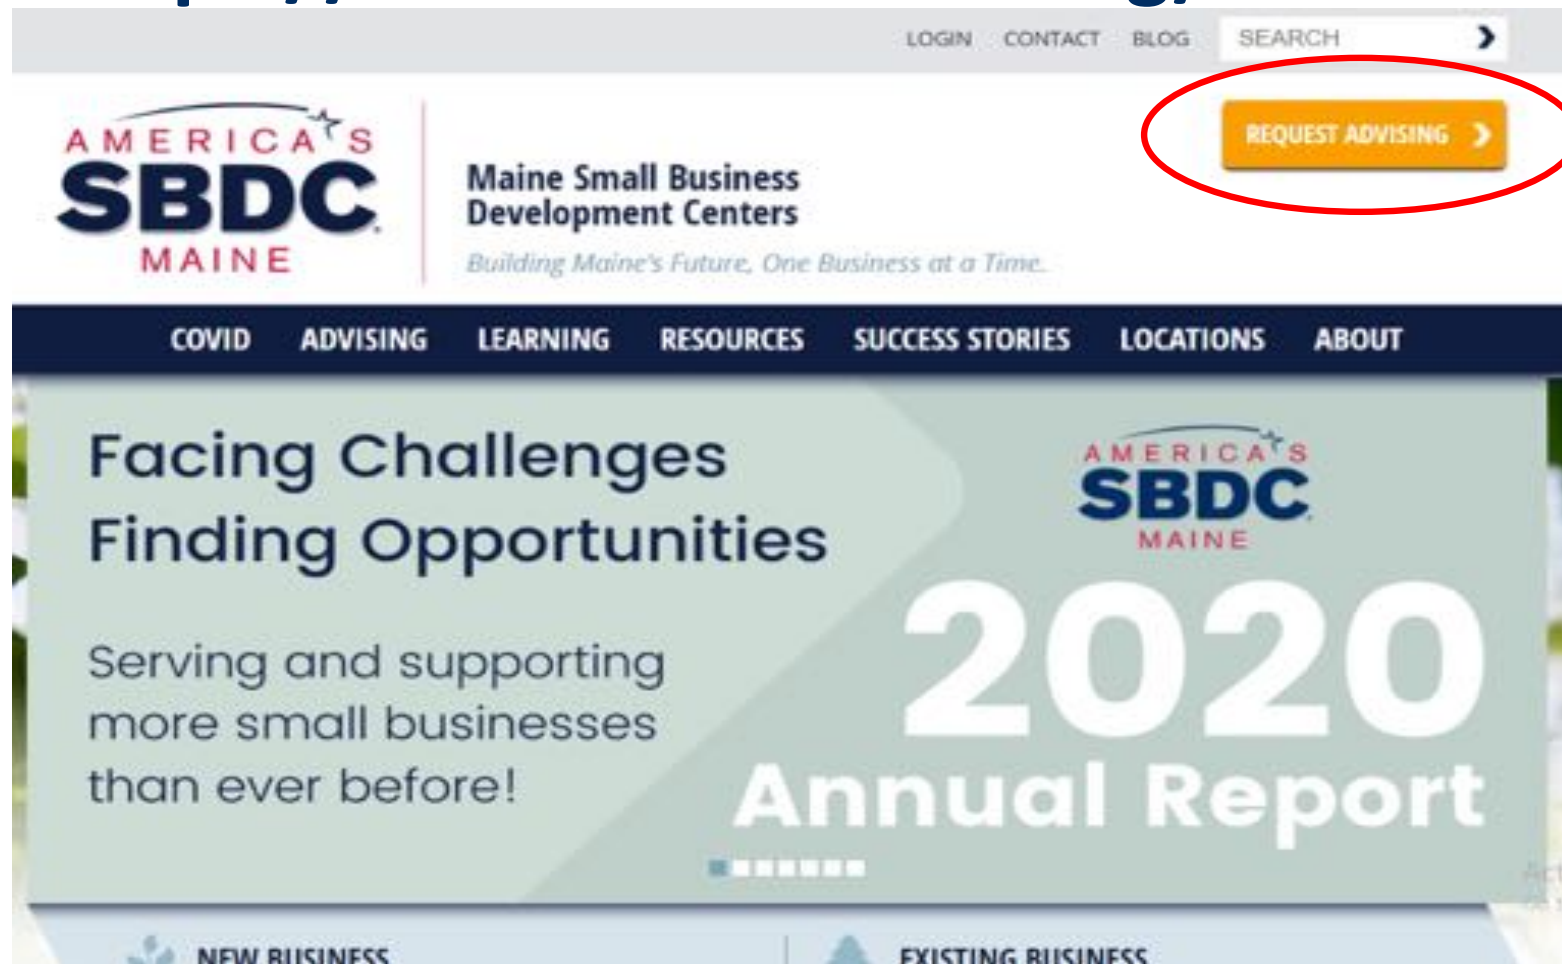 LOGIN CONTACT BLOG SEARCH
REQUEST ADVISING
AMERICA'S
SBDC
MAINE
Maine Small Business
Development Centers
Building Maine's Future, One Business at a Time.
COVID ADVISING LEARNING RESOURCES SUCCESS STORIES LOCATIONS ABOUT
Facing Challenges
Finding Opportunities
Serving and supporting
more small businesses
than ever before!
AMERICA'S
SBDC
MAINE
2020
Annual Report
NEW BUSINESS EXISTING BUSINESS